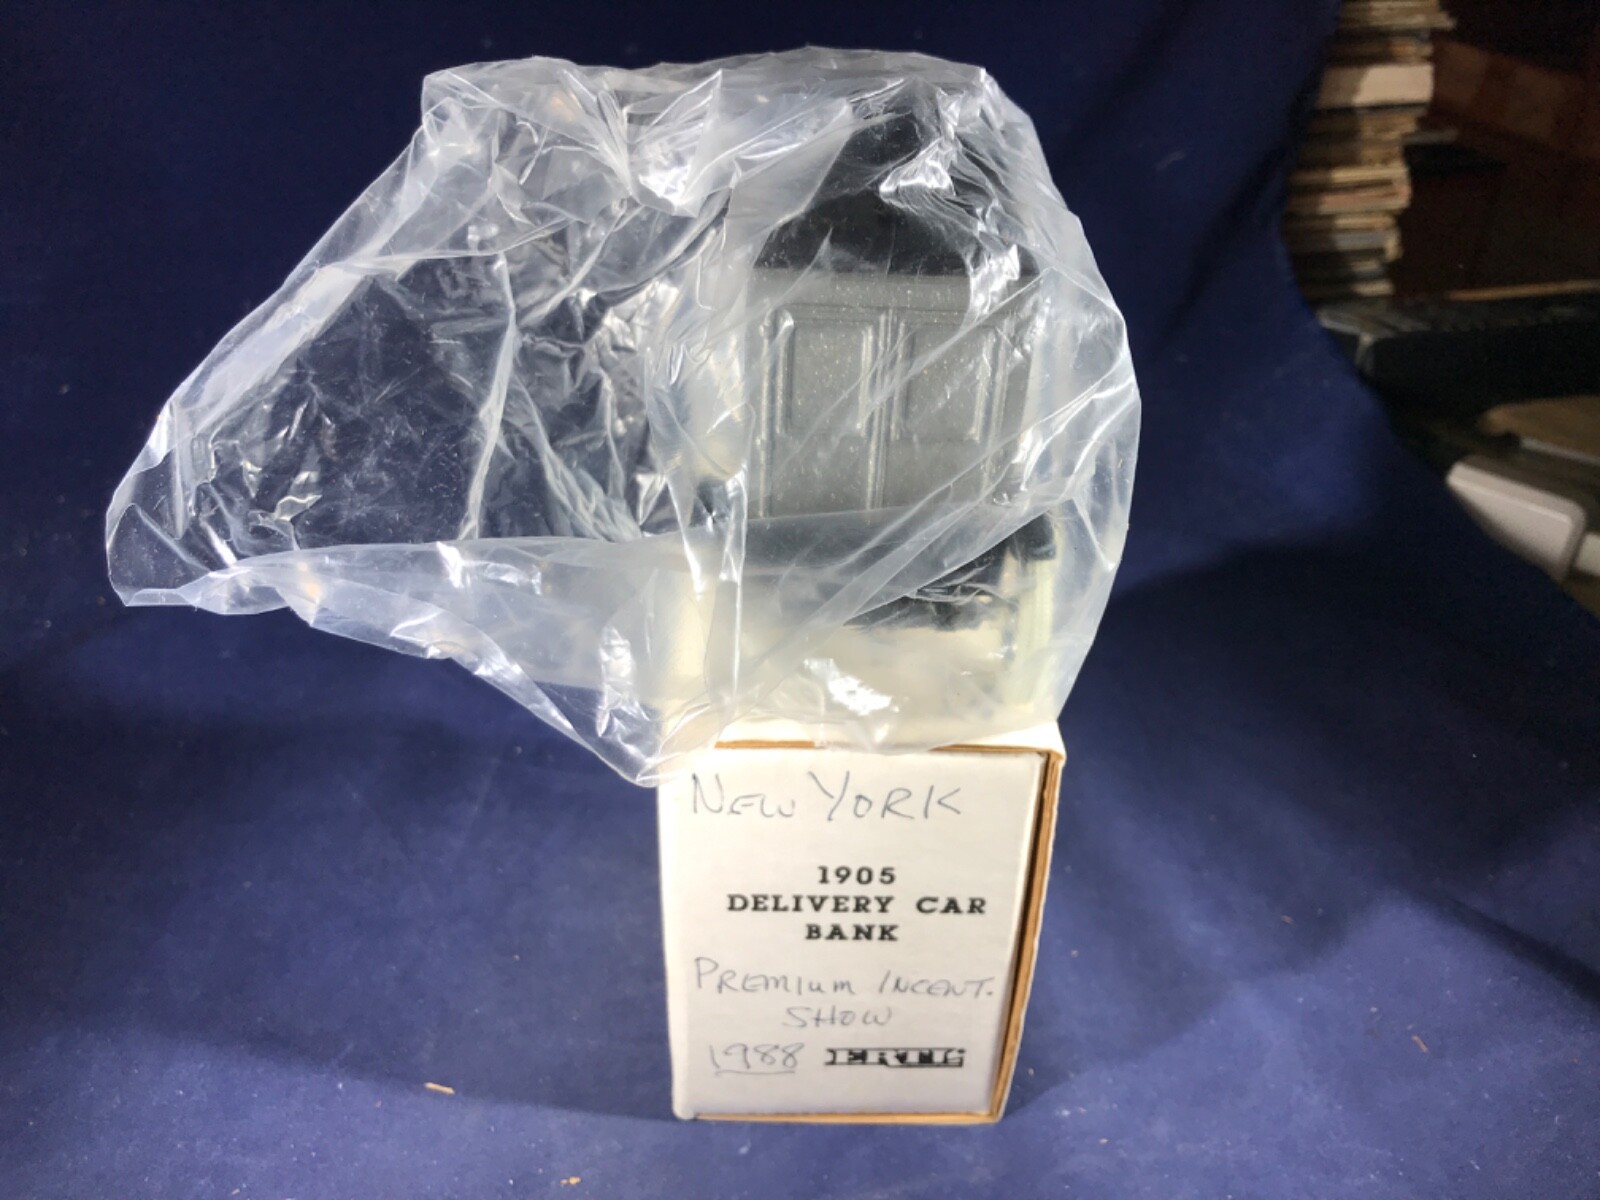 NEW YORK
1905
DELIVERY CAR
BANK
PREMIUM INCENT.
SHOW
1988 ERTL